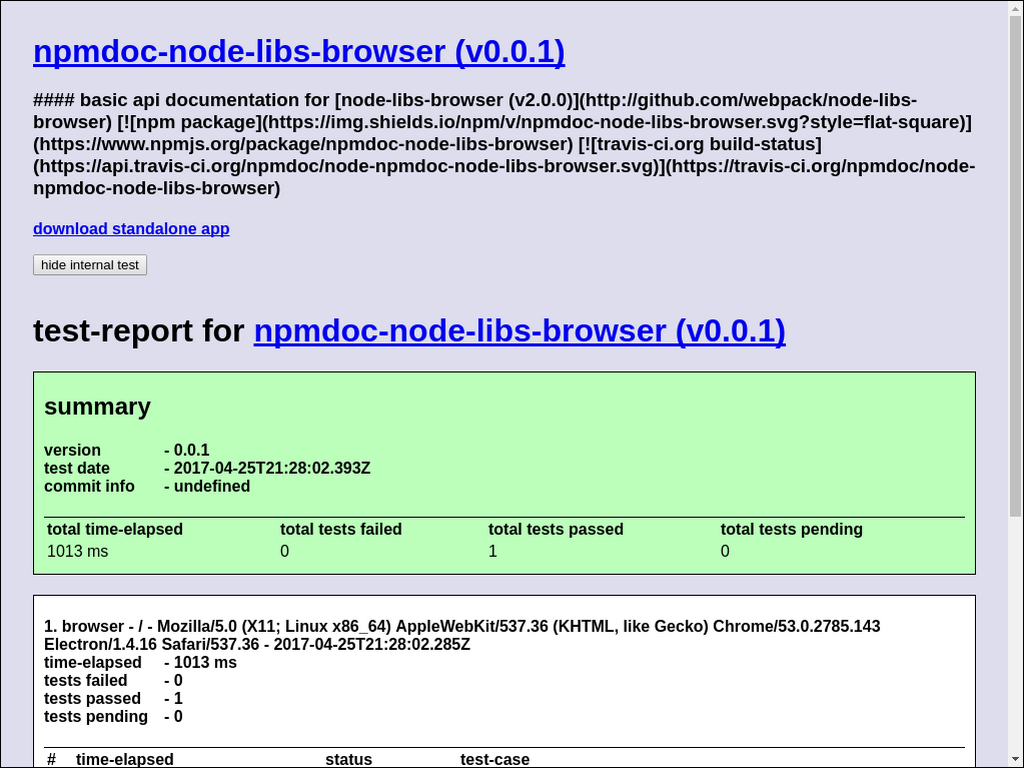 npmdoc-node-libs-browser (v0.0.1)
#### basic api documentation for [node-libs-browser (v2.0.0)](http://github.com/webpack/node-libs-
browser) [![npm package](https://img.shields.io/npm/v/npmdoc-node-libs-browser.svg?style=flat-square)]
(https://www.npmjs.org/package/npmdoc-node-libs-browser) [![travis-ci.org build-status]
(https://api.travis-ci.org/npmdoc/node-npmdoc-node-libs-browser.svg)](https://travis-ci.org/npmdoc/node-
npmdoc-node-libs-browser)
download standalone app
hide internal test
test-report for npmdoc-node-libs-browser (v0.0.1)
summary
version - 0.0.1
test date - 2017-04-25T21:28:02.393Z
commit info - undefined
total time-elapsed total tests failed total tests passed total tests pending
1013 ms 0 1 0
1. browser - / - Mozilla/5.0 (X11; Linux x86_64) AppleWebKit/537.36 (KHTML, like Gecko) Chrome/53.0.2785.143
Electron/1.4.16 Safari/537.36 - 2017-04-25T21:28:02.285Z
time-elapsed - 1013 ms
tests failed - 0
tests passed - 1
tests pending - 0
# time-elapsed status test-case